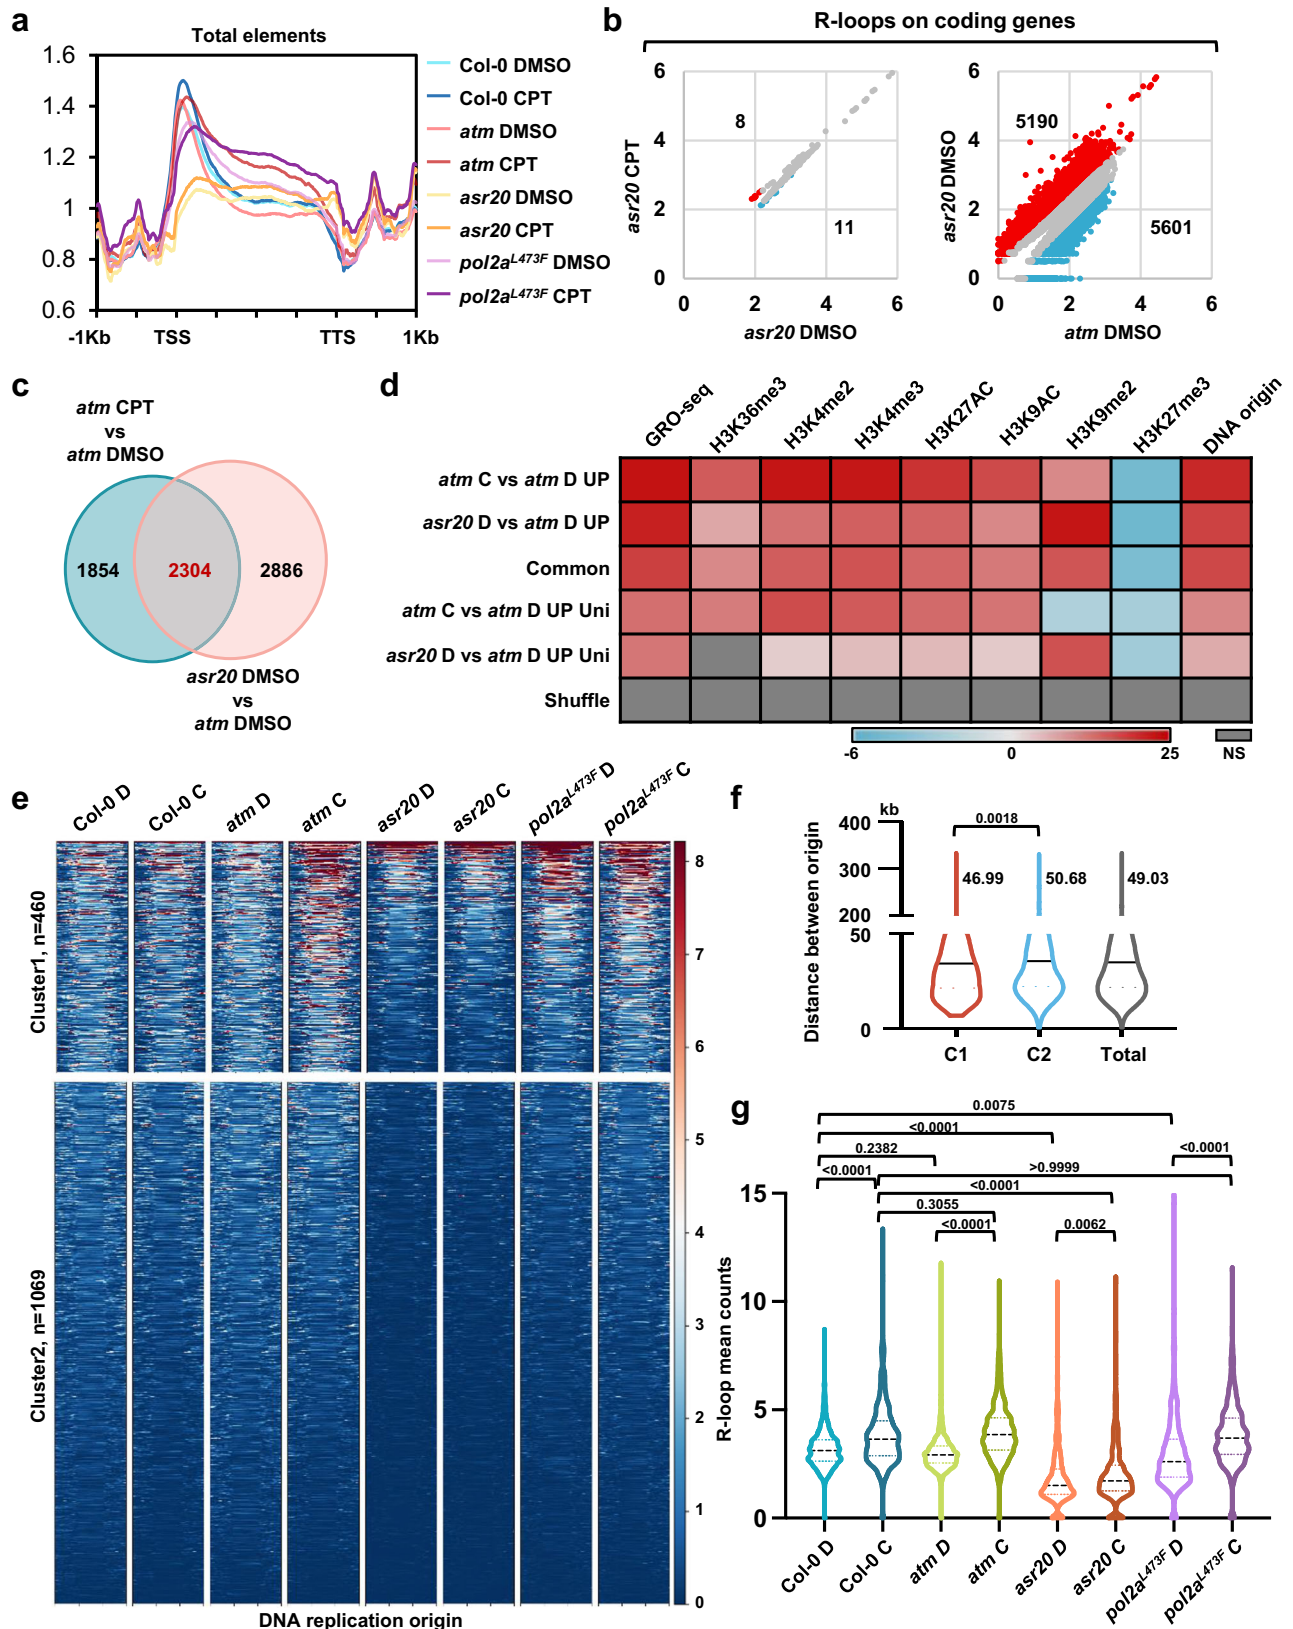 a
Total elements
1.6
1.4
1.2
1
0.8
0.6
-1Kb
TSS
TTS
1Kb
Col-0 DMSO
Col-0 CPT
atm DMSO
atm CPT
asr20 DMSO
asr20 CPT
pol2aL473F DMSO
pol2aL473F CPT
b
R-loops on coding genes
asr20 CPT
6
4
2
0
8
11
0 2 4 6
asr20 DMSO
asr20 DMSO
6
4
2
0
5190
5601
0 2 4 6
atm DMSO
c
atm CPT
vs
atm DMSO
1854
2304
2886
asr20 DMSO
vs
atm DMSO
d
GRO-seq
H3K36me3
H3K4me2
H3K4me3
H3K27AC
H3K9AC
H3K9me2
H3K27me3
DNA origin
atm C vs atm D UP
asr20 D vs atm D UP
Common
atm C vs atm D UP Uni
asr20 D vs atm D UP Uni
Shuffle
-6
0
25
NS
e
Col-0 D
Col-0 C
atm D
atm C
asr20 D
asr20 C
pol2aL473F D
pol2aL473F C
Cluster1, n=460
Cluster2, n=1069
8
7
6
5
4
3
2
1
0
DNA replication origin
f
kb
Distance between origin
400
300
200
50
0
0.0018
46.99
50.68
49.03
C1
C2
Total
g
0.0075
<0.0001
0.2382
<0.0001
<0.0001
>0.9999
<0.0001
0.3055
<0.0001
0.0062
R-loop mean counts
15
10
5
0
Col-0 D
Col-0 C
atm D
atm C
asr20 D
asr20 C
pol2aL473F D
pol2aL473F C